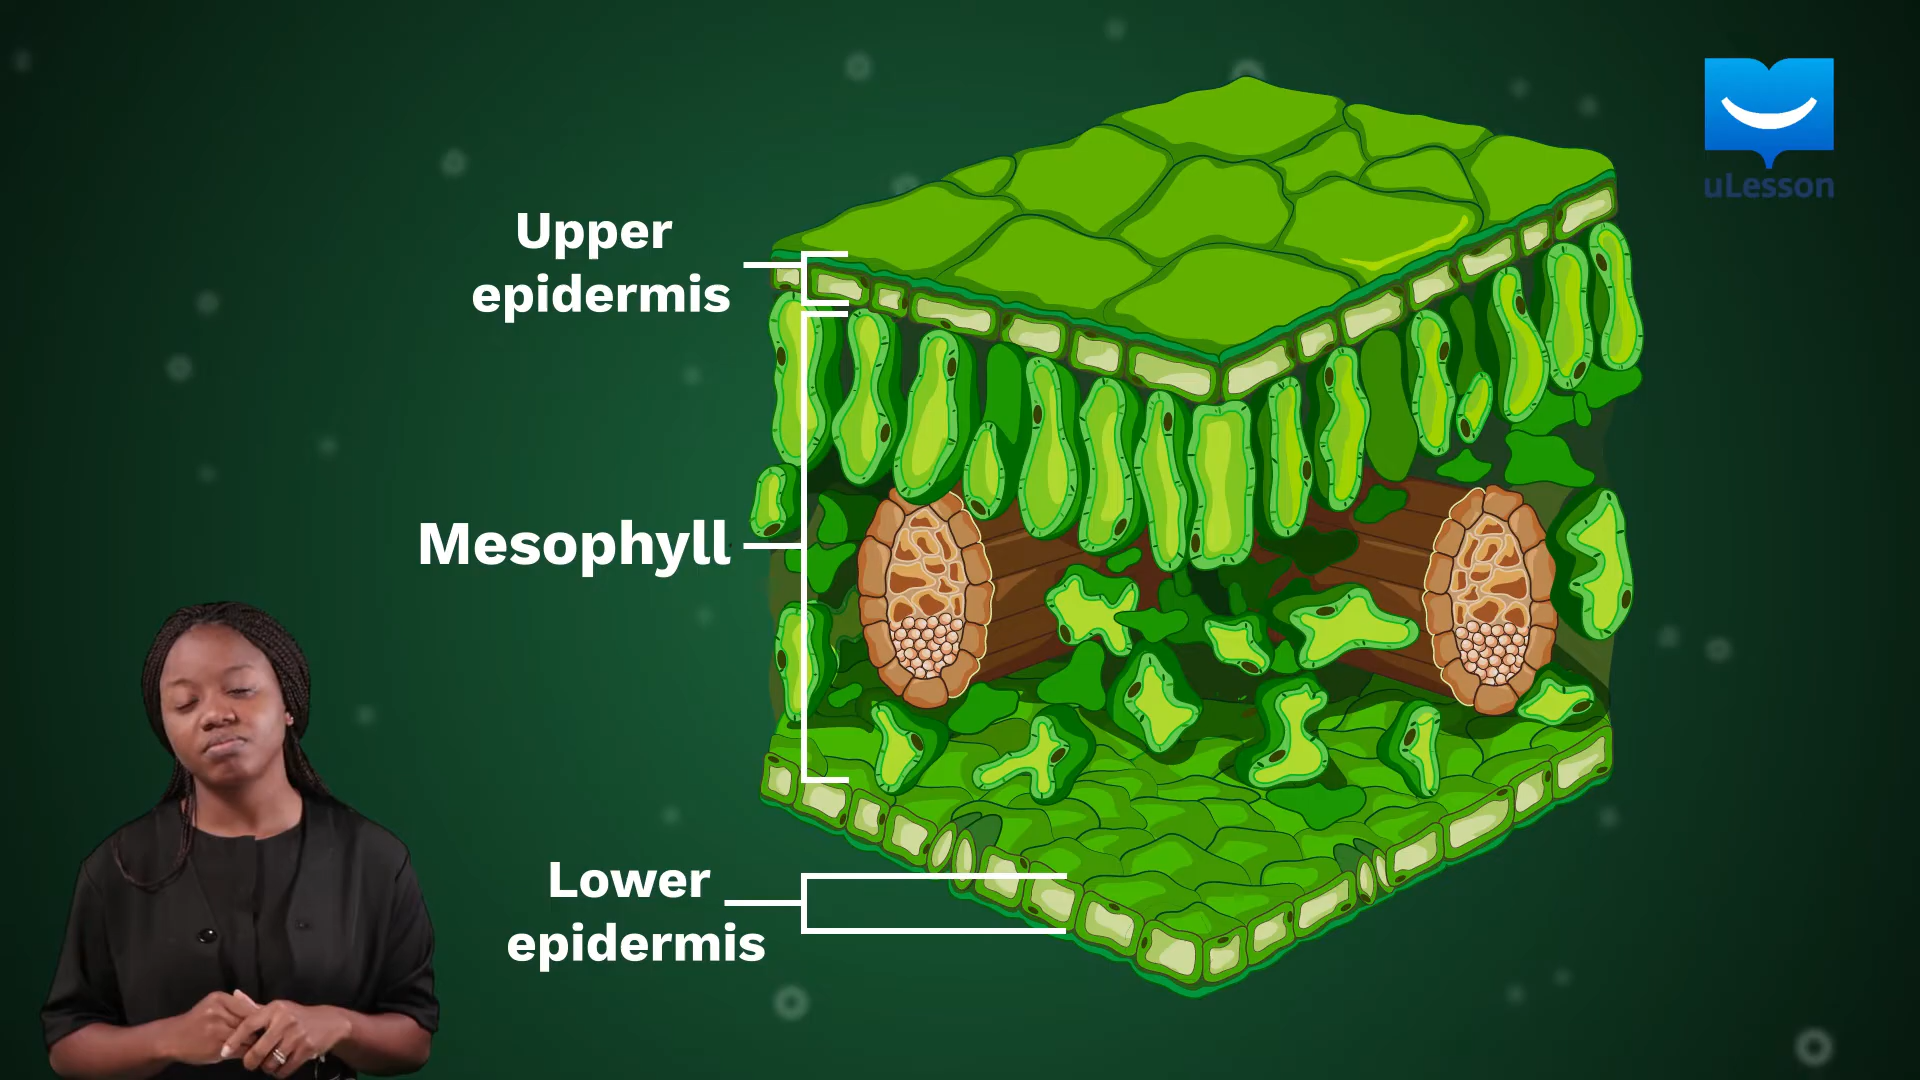 uLesson
Upper
epidermis
Mesophyll
Lower
epidermis